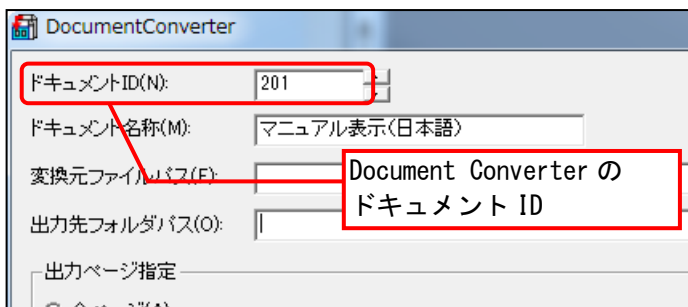 DocumentConverter
ドキュメントID(N):
201
ドキュメント名称(M):
マニュアル表示(日本語)
変換元ファイルパス(F):
Document Converter の
ドキュメント ID
出力先フォルダパス(O):
出力ページ指定